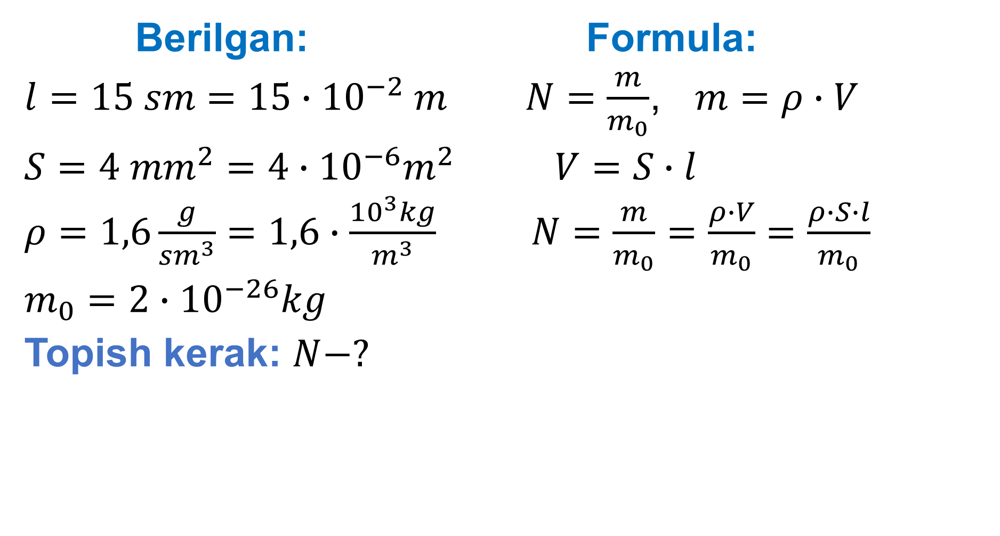 Berilgan:
l = 15 sm = 15 · 10⁻² m
S = 4 mm² = 4 · 10⁻⁶m²
ρ = 1,6 g/sm³ = 1,6 · 10³kg/m³
m₀ = 2 · 10⁻²⁶kg
Topish kerak: N−?
Formula:
N = m/m₀, m = ρ · V
V = S · l
N = m/m₀ = ρ·V/m₀ = ρ·S·l/m₀